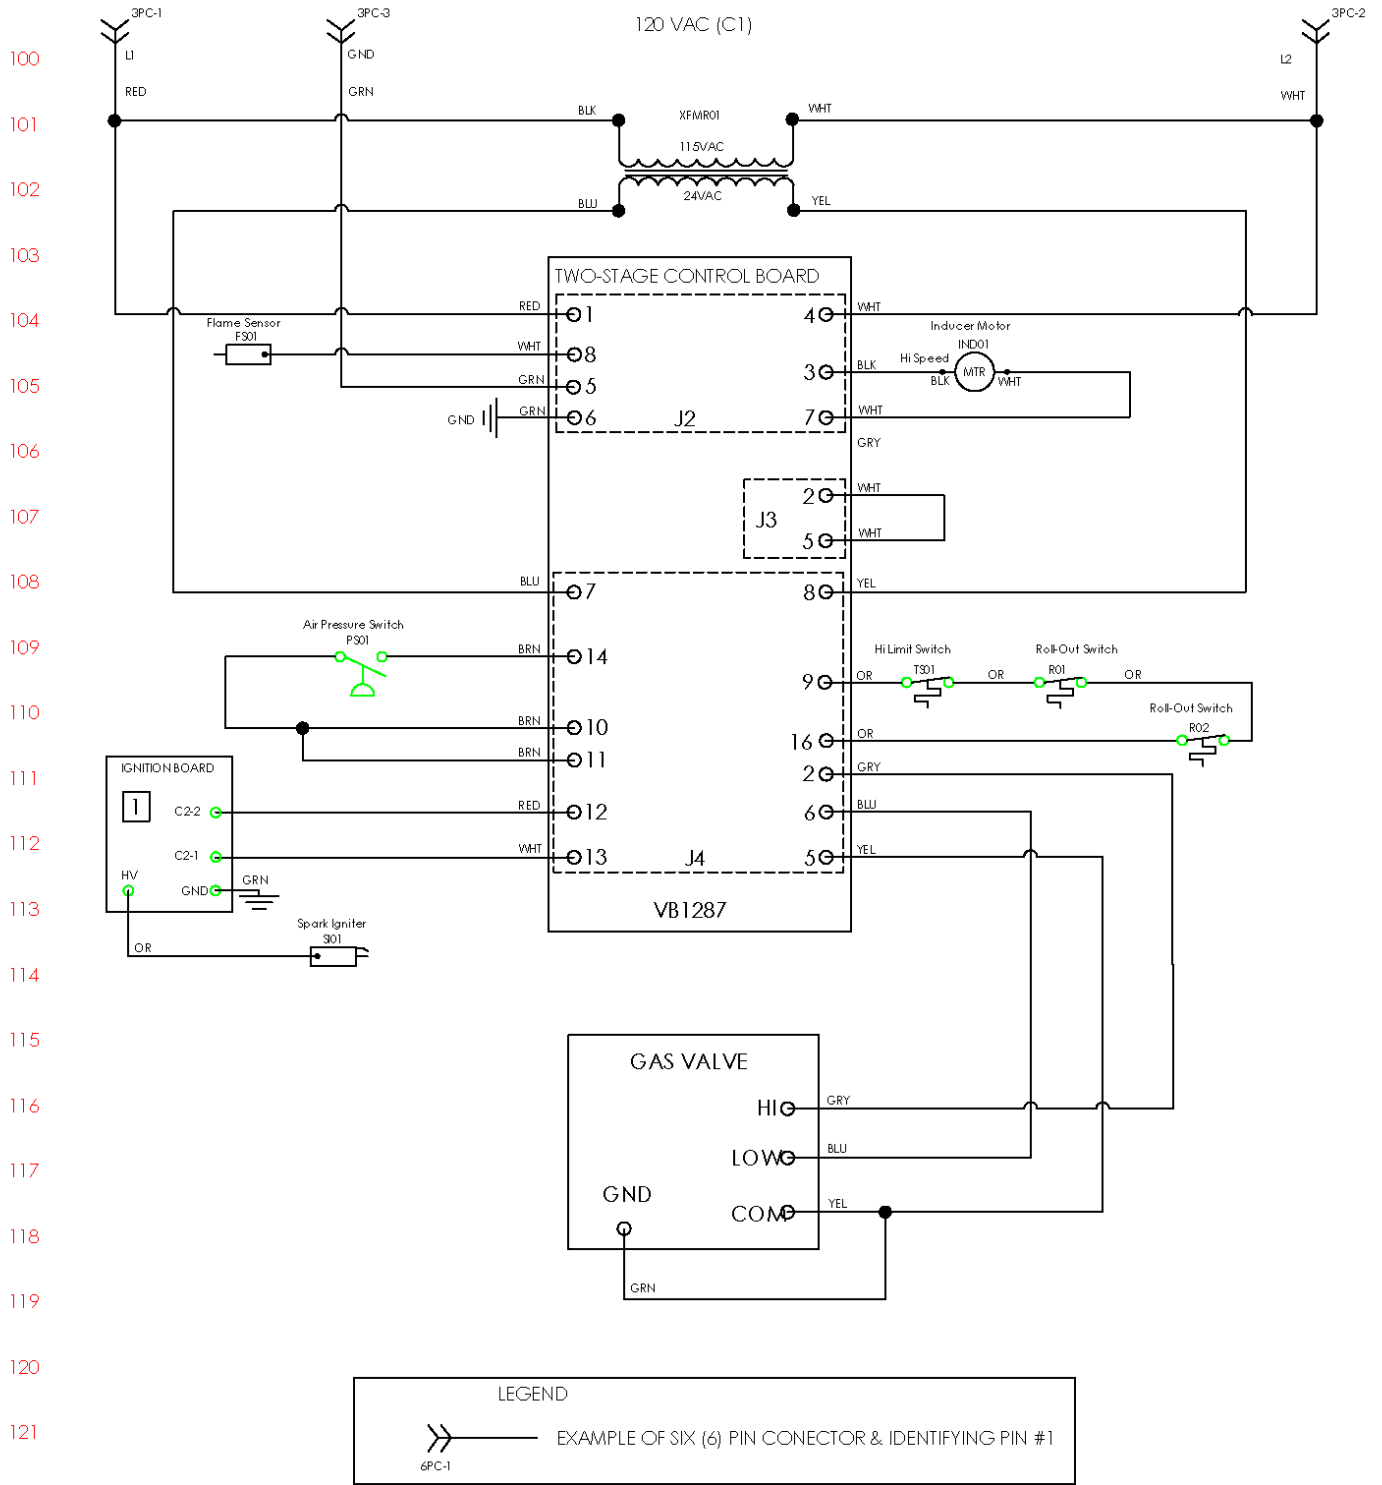 3PC-1
3PC-3
120 VAC (C1)
3PC-2
100
L1
GND
L2
RED
GRN
WHT
101
BLK
XFMR01
WHT
115VAC
102
24VAC
BLU
YEL
103
TWO-STAGE CONTROL BOARD
104
RED
1
4
WHT
Flame Sensor
FS01
WHT
8
Inducer Motor
IND01
Hi Speed
3
BLK
BLK
MTR
WHT
105
GRN
5
GND
GRN
6
J2
7
WHT
106
GRY
107
J3
2
WHT
5
WHT
108
BLU
7
8
YEL
109
Air Pressure Switch
PS01
BRN
14
Hi Limit Switch
TS01
Roll-Out Switch
R01
9
OR
OR
OR
110
BRN
10
Roll-Out Switch
R02
16
OR
BRN
11
111
IGNITION BOARD
1
2
GRY
C2-2
RED
12
6
BLU
112
C2-1
WHT
13
J4
5
YEL
HV
GND
GRN
113
VB1287
OR
Spark Igniter
SI01
114
115
GAS VALVE
116
HI
GRY
117
LOW
BLU
GND
COM
YEL
118
119
GRN
120
LEGEND
121
EXAMPLE OF SIX (6) PIN CONECTOR & IDENTIFYING PIN #1
6PC-1